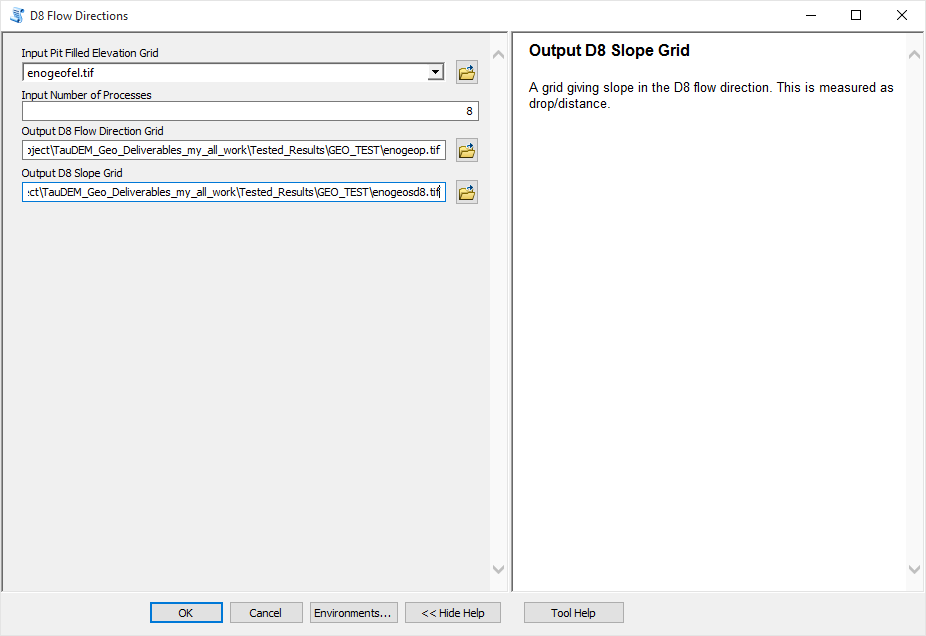 D8 Flow Directions
Input Pit Filled Elevation Grid
enogeofel.tif
Input Number of Processes
8
Output D8 Flow Direction Grid
oject\TauDEM_Geo_Deliverables_my_all_work\Tested_Results\GEO_TEST\enogeop.tif
Output D8 Slope Grid
ct\TauDEM_Geo_Deliverables_my_all_work\Tested_Results\GEO_TEST\enogeosd8.tif
OK
Cancel
Environments...
<< Hide Help
Output D8 Slope Grid
A grid giving slope in the D8 flow direction. This is measured as
drop/distance.
Tool Help